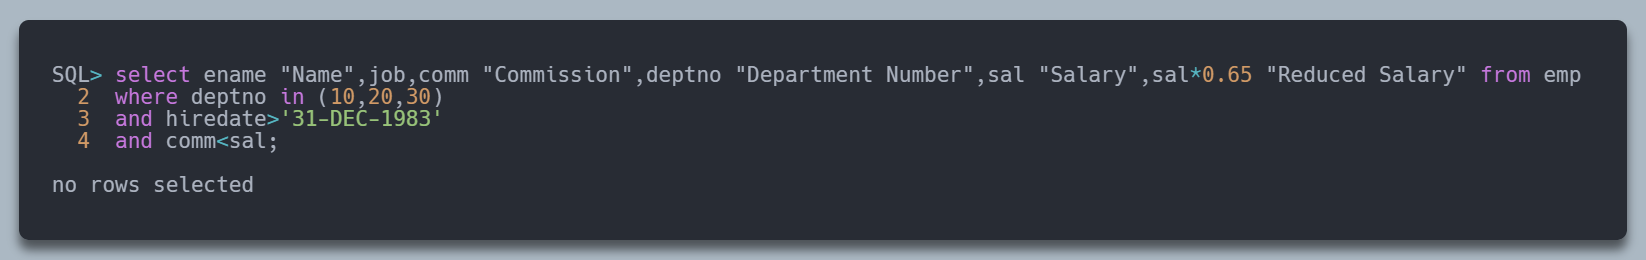 SQL> select ename "Name",job,comm "Commission",deptno "Department Number",sal "Salary",sal*0.65 "Reduced Salary" from emp
  2  where deptno in (10,20,30)
  3  and hiredate>'31-DEC-1983'
  4  and comm<sal;
no rows selected